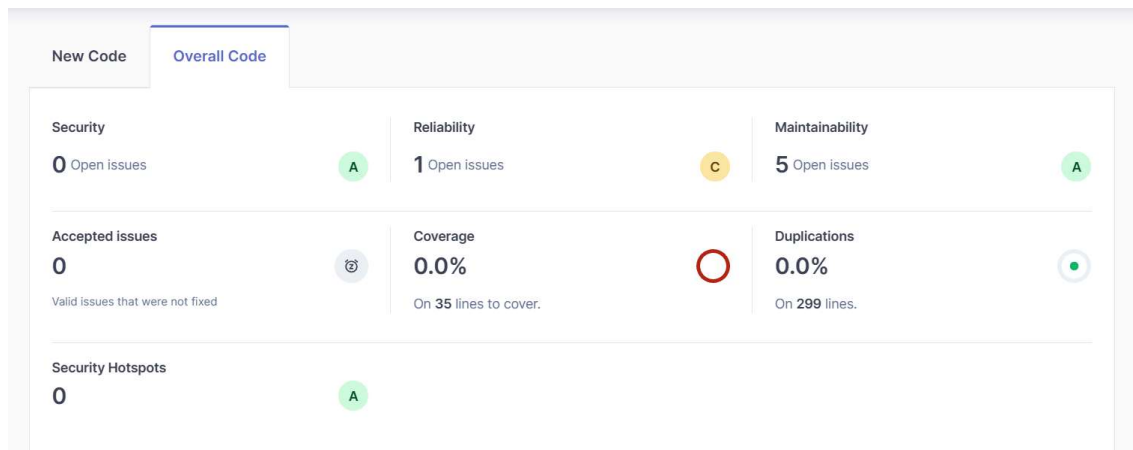 New Code Overall Code
Security Reliability Maintainability
0 Open issues A 1 Open issues C 5 Open issues A
Accepted issues Coverage Duplications
0 0.0% 0.0%
Valid issues that were not fixed On 35 lines to cover. On 299 lines.
Security Hotspots
0 A